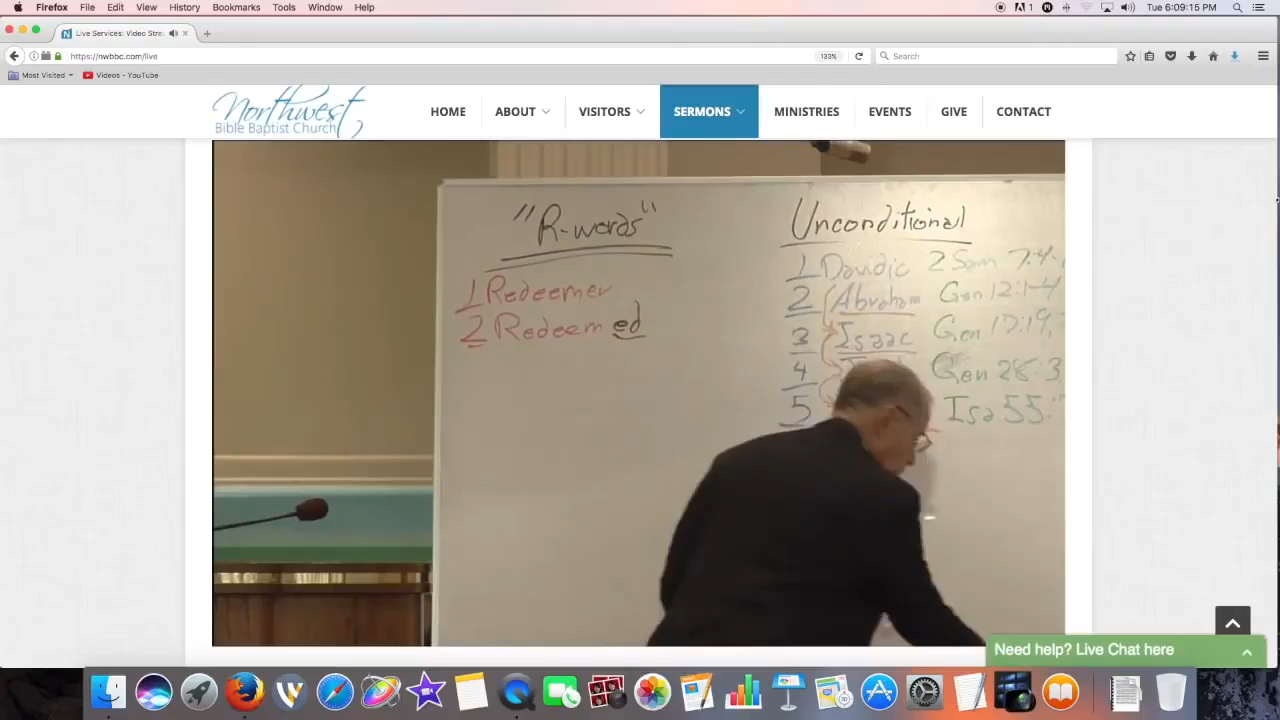 Firefox File Edit View History Bookmarks Tools Window Help
1 Tue 6:09:15 PM
Live Services: Video Stre
https://nwbbc.com/live
133%
Search
Most Visited Videos - YouTube
Northwest
Bible Baptist Church
HOME ABOUT VISITORS SERMONS MINISTRIES EVENTS GIVE CONTACT
"R-words"
1 Redeemer
2 Redeemed
Unconditional
1 Davidic 2 Sam 7:4-
2 Abraham Gen 12:1-4
3 Isaac Gen 17:19,
4 Gen 28:3
5 Isa 55:
Need help? Live Chat here